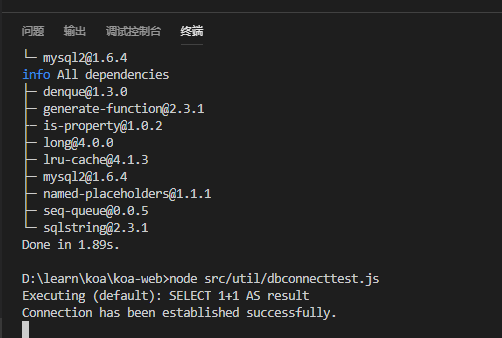 问题 输出 调试控制台 终端
└─ mysql2@1.6.4
info All dependencies
├─ denque@1.3.0
├─ generate-function@2.3.1
├─ is-property@1.0.2
├─ long@4.0.0
├─ lru-cache@4.1.3
├─ mysql2@1.6.4
├─ named-placeholders@1.1.1
├─ seq-queue@0.0.5
└─ sqlstring@2.3.1
Done in 1.89s.
D:\learn\koa\koa-web>node src/util/dbconnecttest.js
Executing (default): SELECT 1+1 AS result
Connection has been established successfully.